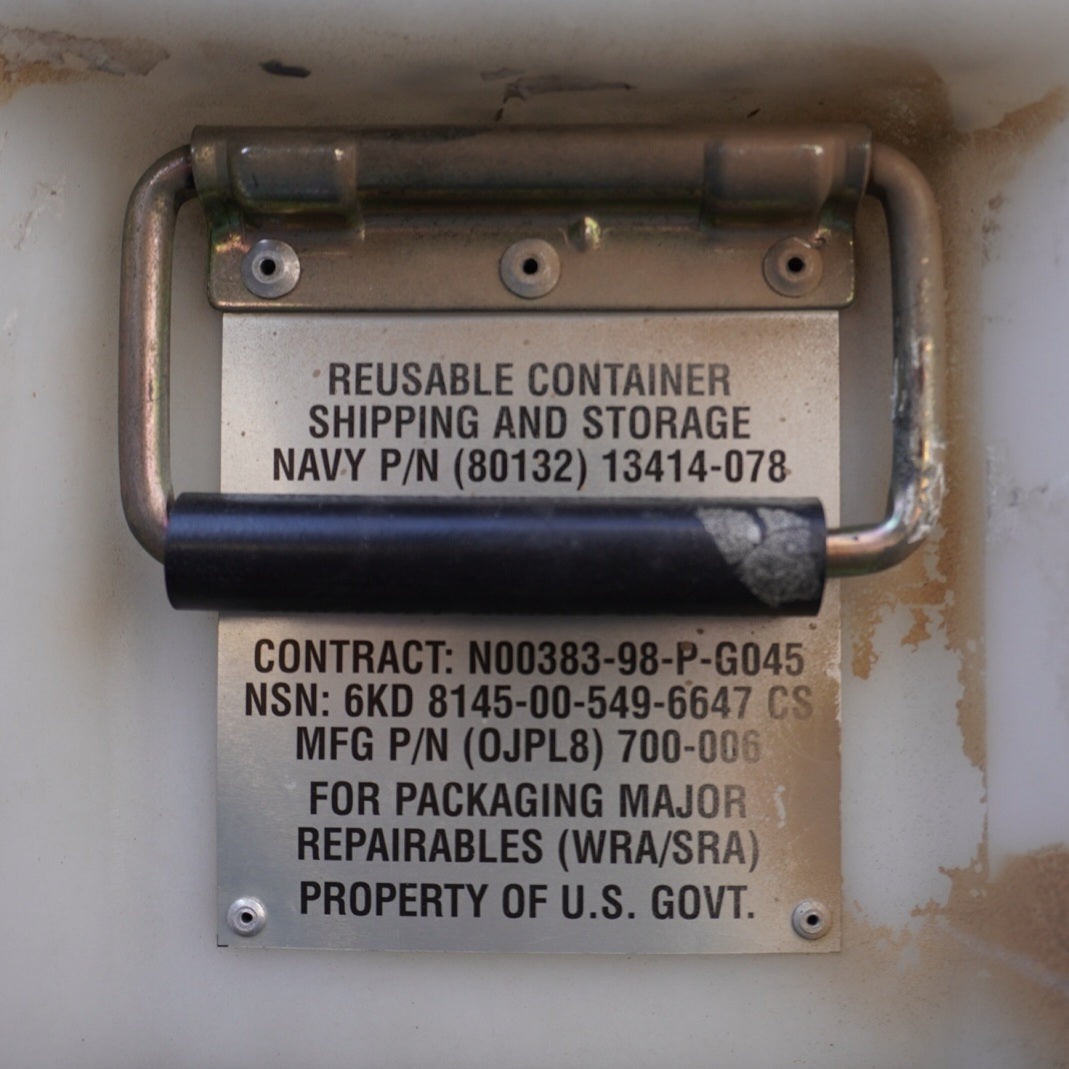 REUSABLE CONTAINER
SHIPPING AND STORAGE
NAVY P/N (80132) 13414-078
CONTRACT: N00383-98-P-G045
NSN: 6KD 8145-00-549-6647 CS
MFG P/N (OJPL8) 700-006
FOR PACKAGING MAJOR
REPAIRABLES (WRA/SRA)
PROPERTY OF U.S. GOVT.